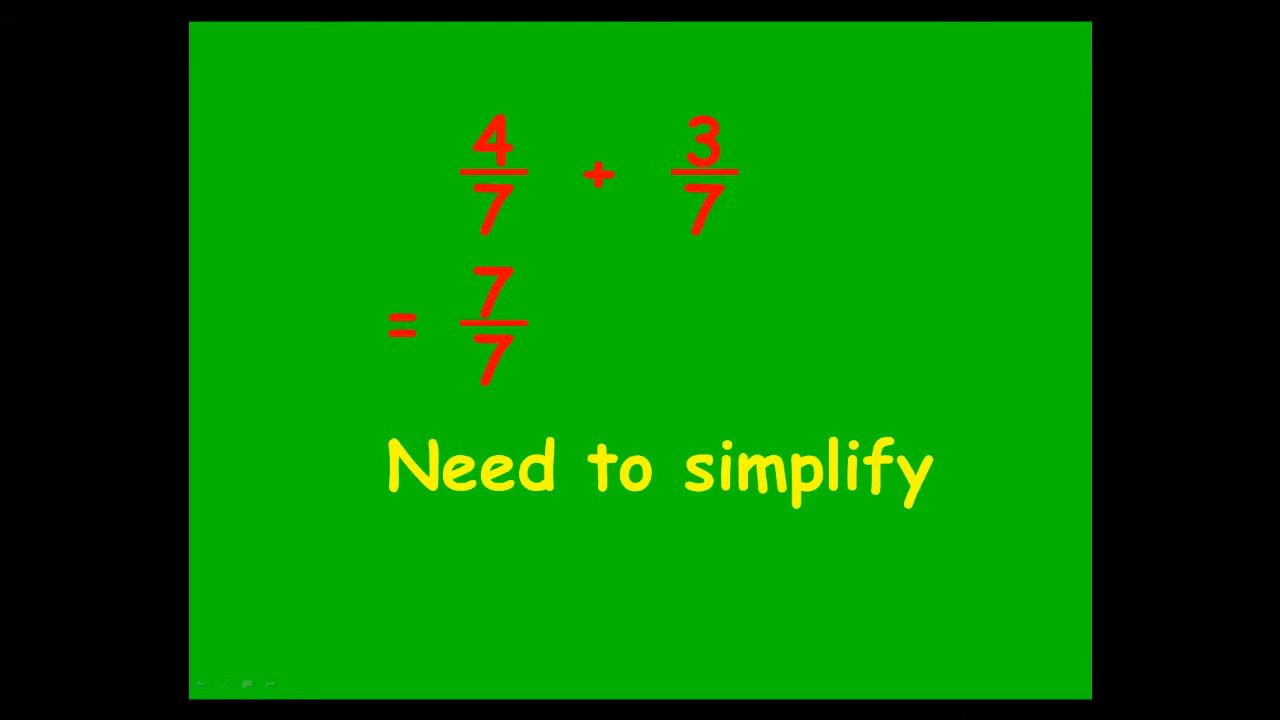 4/7 + 3/7
= 7/7
Need to simplify